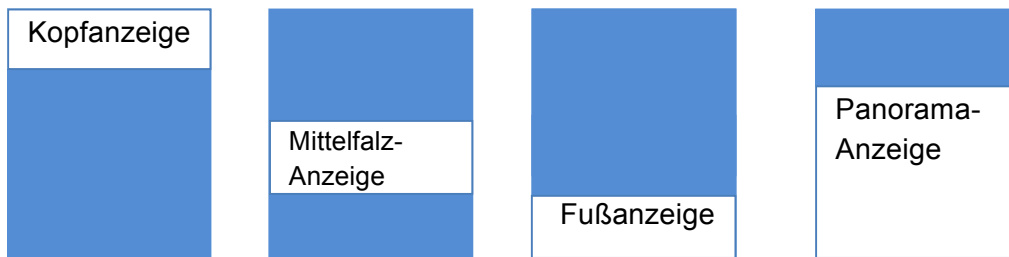 Kopfanzeige
Mittelfalz-
Anzeige
Fußanzeige
Panorama-
Anzeige